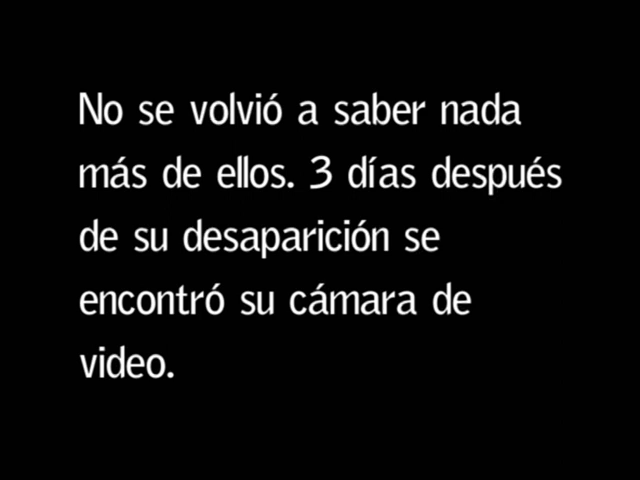 No se volvió a saber nada
más de ellos. 3 días después
de su desaparición se
encontró su cámara de
video.